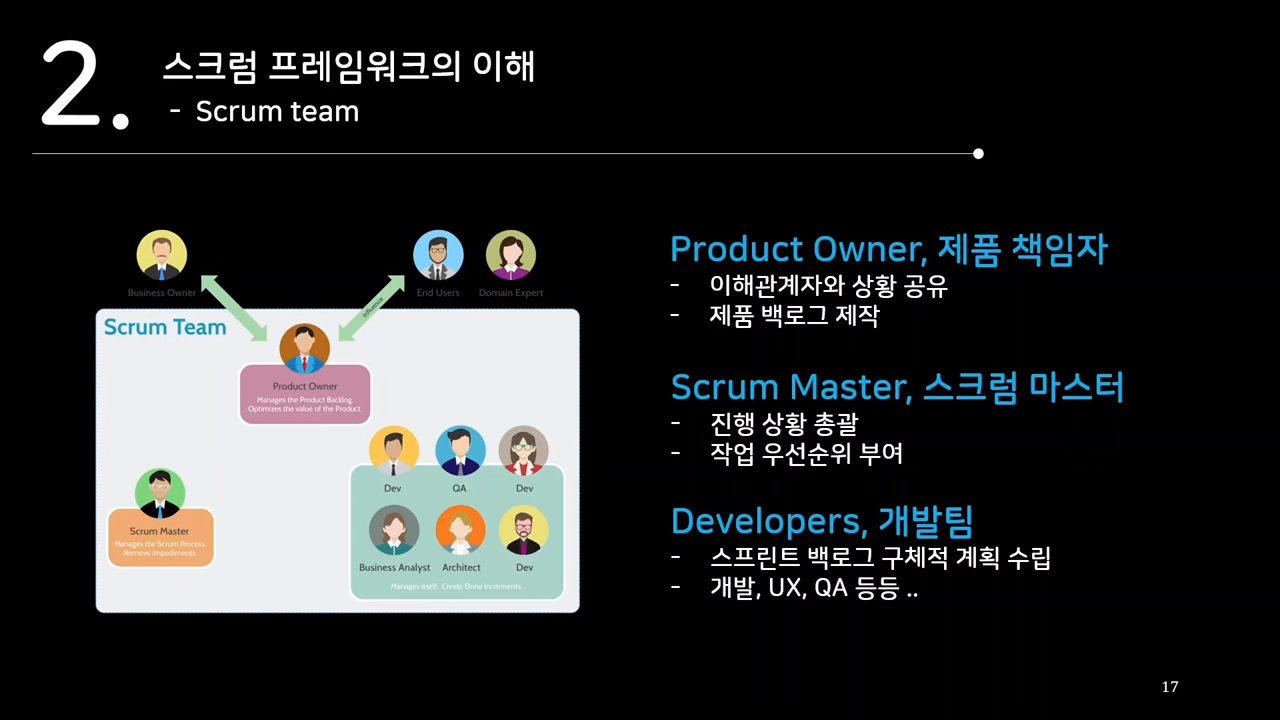 2.
스크럼 프레임워크의 이해
- Scrum team
Business Owner
End Users
Domain Expert
Influence
Scrum Team
Product Owner
Manages the Product Backlog.
Optimizes the value of the Product.
Dev
QA
Dev
Scrum Master
Manages the Scrum Process.
Remove Impediments.
Business Analyst
Architect
Dev
Manages itself. Create Done Increments.
Product Owner, 제품 책임자
- 이해관계자와 상황 공유
- 제품 백로그 제작
Scrum Master, 스크럼 마스터
- 진행 상황 총괄
- 작업 우선순위 부여
Developers, 개발팀
- 스프린트 백로그 구체적 계획 수립
- 개발, UX, QA 등등 ..
17